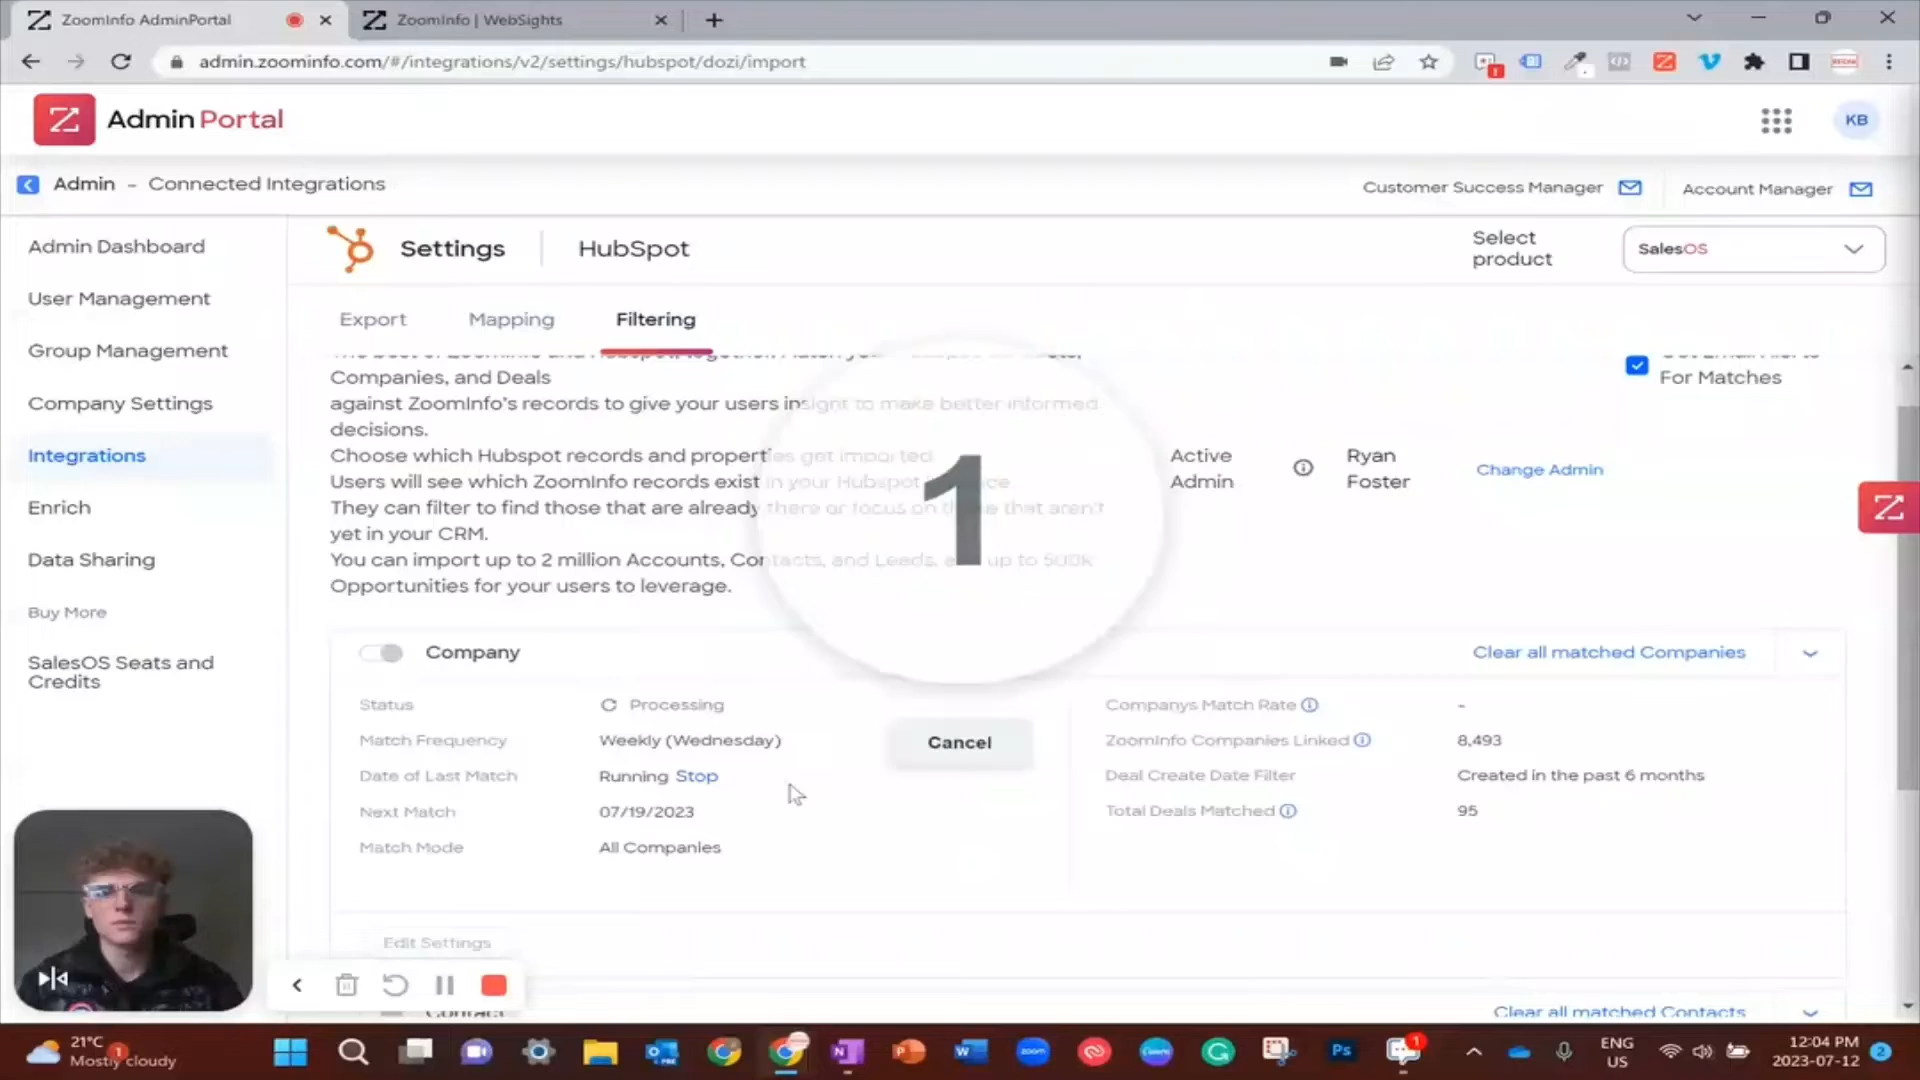 ZoomInfo AdminPortal
ZoomInfo | WebSights
admin.zoominfo.com/#/integrations/v2/settings/hubspot/dozi/import
Admin Portal
KB
Admin - Connected Integrations
Customer Success Manager
Account Manager
Admin Dashboard
User Management
Group Management
Company Settings
Integrations
Enrich
Data Sharing
Buy More
SalesOS Seats and
Credits
Settings
HubSpot
Select
product
SalesOS
Export
Mapping
Filtering
Companies, and Deals
against ZoomInfo's records to give your users insight to make better informed
decisions.
Choose which Hubspot records and properties get imported
Users will see which ZoomInfo records exist in your Hubspot
They can filter to find those that are already there or focus on those that aren't
yet in your CRM.
You can import up to 2 million Accounts, Contacts, and Leads, and up to 500k
Opportunities for your users to leverage.
1
For Matches
Active
Admin
Ryan
Foster
Change Admin
Company
Clear all matched Companies
Status
Processing
Match Frequency
Weekly (Wednesday)
Date of Last Match
Running Stop
Next Match
07/19/2023
Match Mode
All Companies
Cancel
Companys Match Rate
-
ZoomInfo Companies Linked
8,493
Deal Create Date Filter
Created in the past 6 months
Total Deals Matched
95
Edit Settings
Contact
Clear all matched Contacts
21°C
Mostly cloudy
1
zoom
Ps
1
ENG
US
12:04 PM
2023-07-12
2